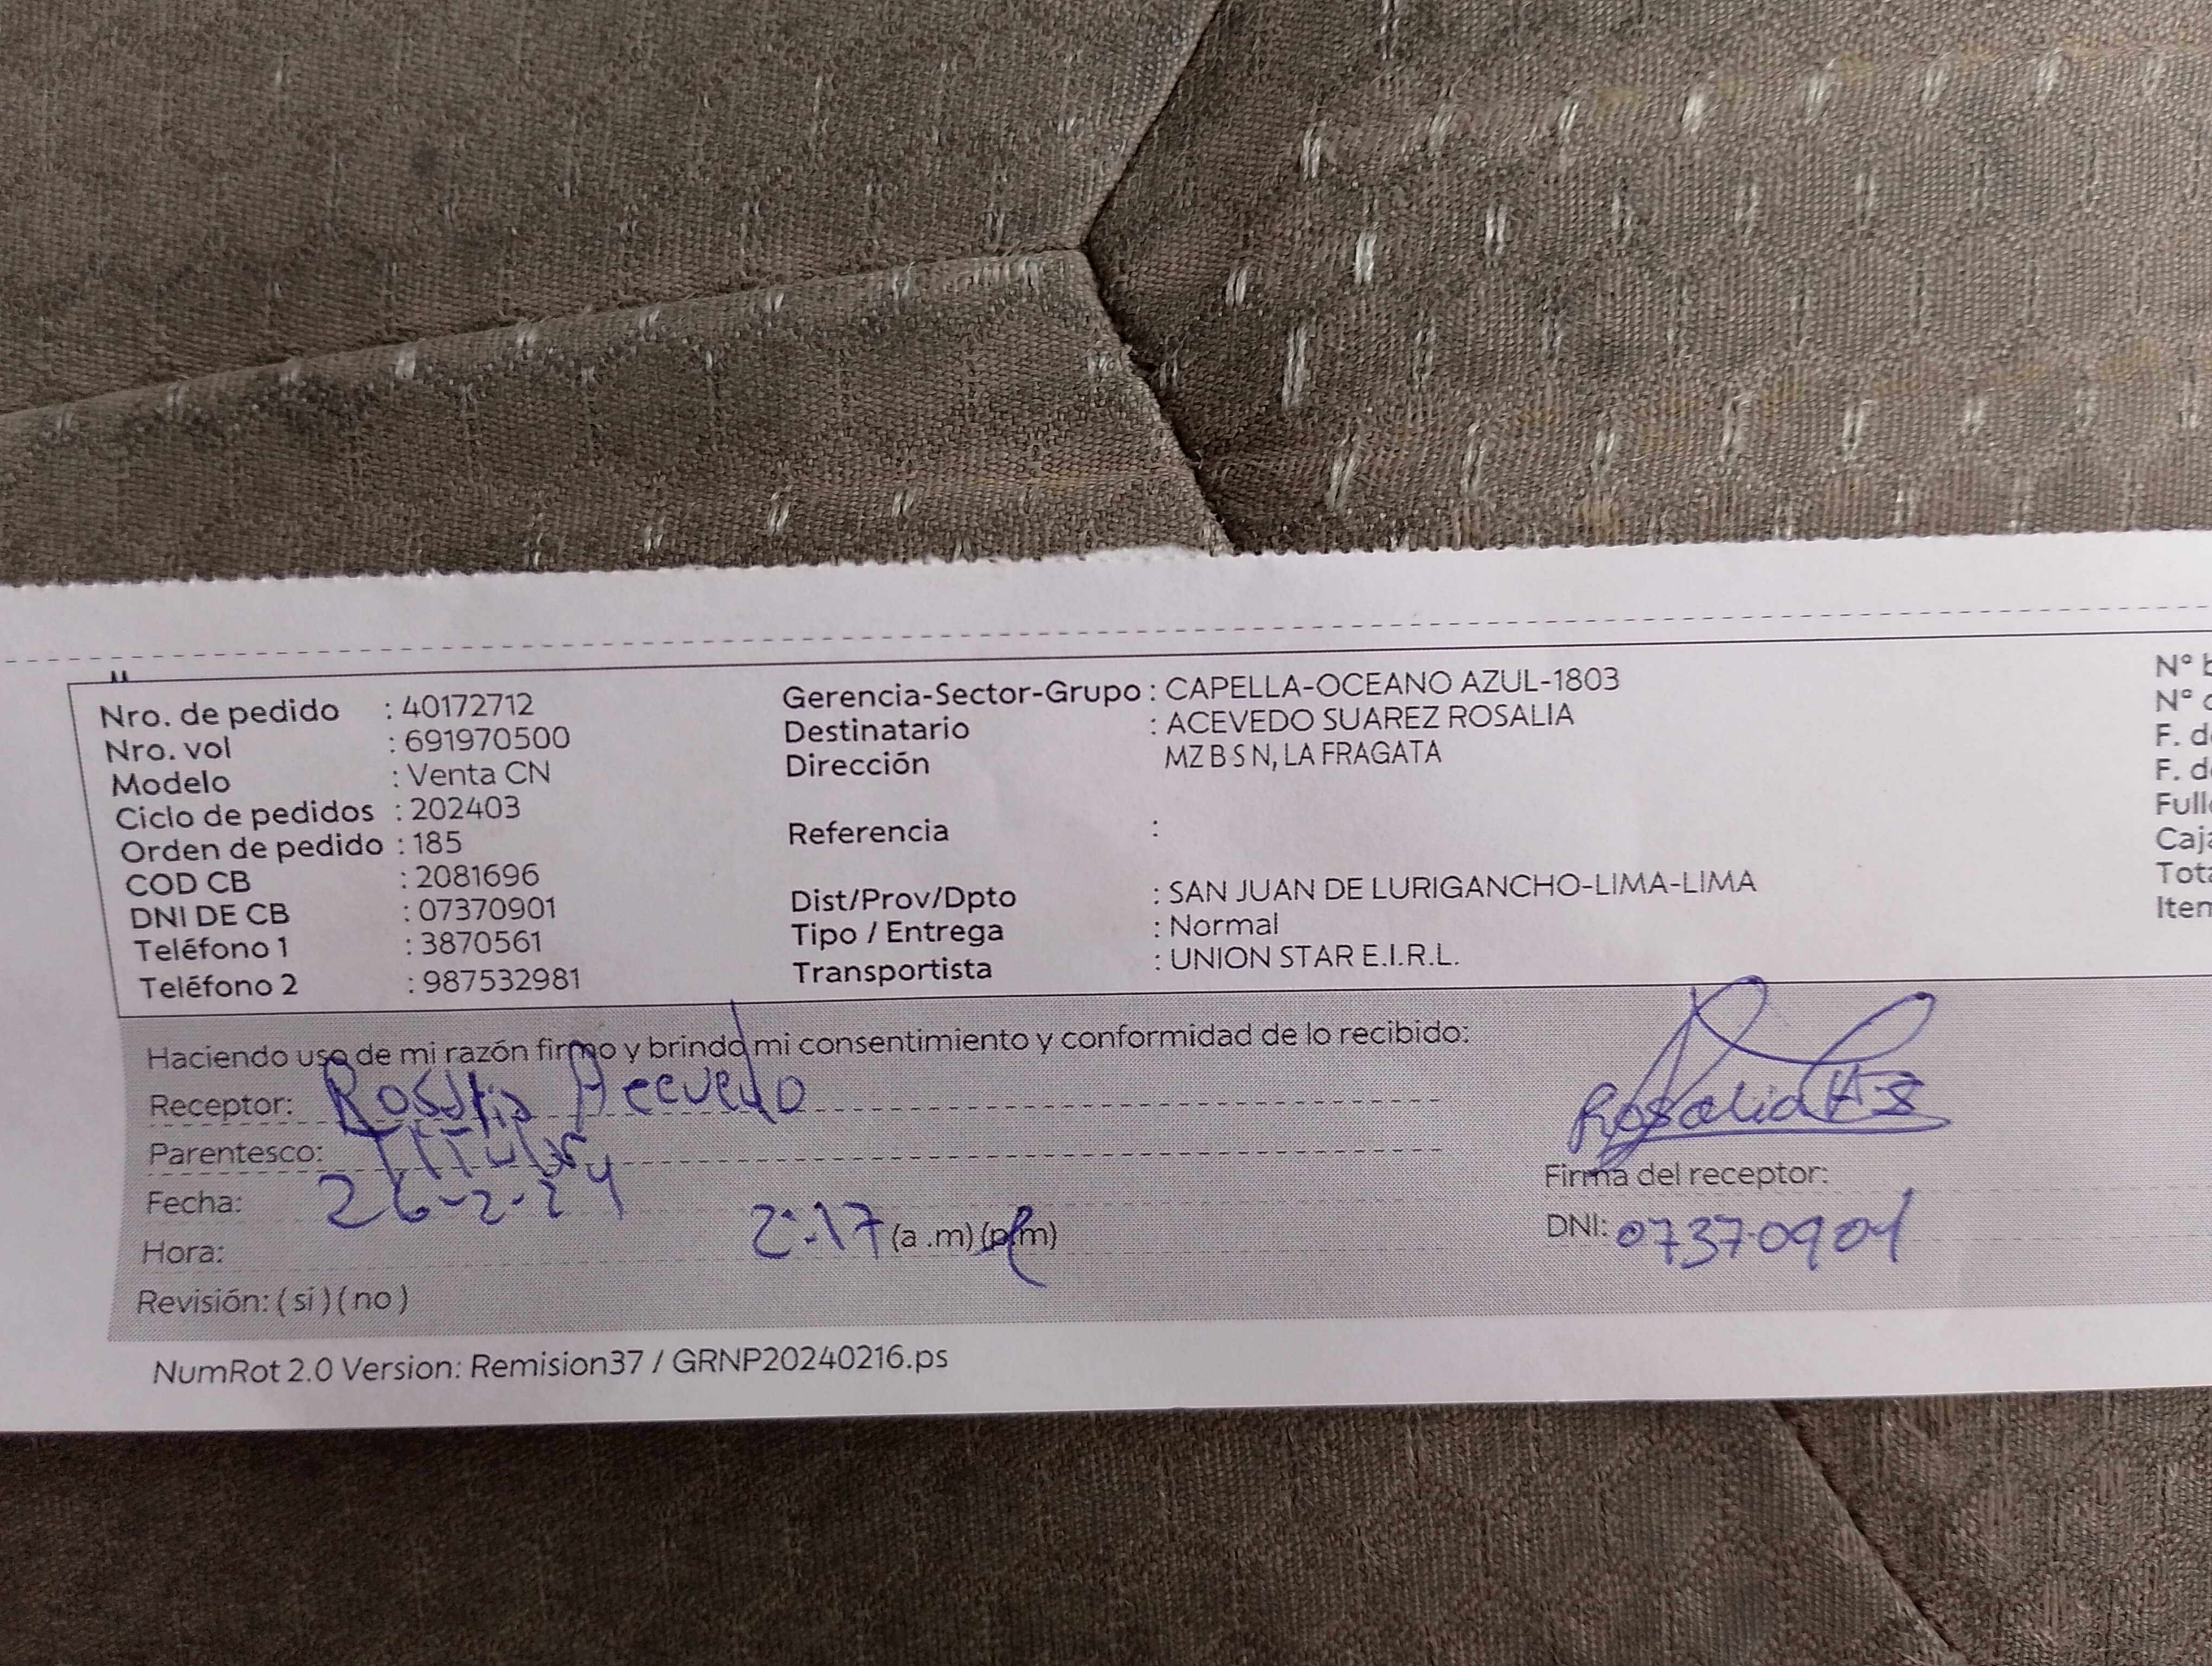 Nro. de pedido : 40172712
Nro. vol : 691970500
Modelo : Venta CN
Ciclo de pedidos : 202403
Orden de pedido : 185
COD CB : 2081696
DNI DE CB : 07370901
Teléfono 1 : 3870561
Teléfono 2 : 987532981
Gerencia-Sector-Grupo : CAPELLA-OCEANO AZUL-1803
Destinatario : ACEVEDO SUAREZ ROSALIA
Dirección MZ B S N, LA FRAGATA
Referencia :
Dist/Prov/Dpto : SAN JUAN DE LURIGANCHO-LIMA-LIMA
Tipo / Entrega : Normal
Transportista : UNION STAR E.I.R.L.
N°
N°
F.
F.
Haciendo uso de mi razón firmo y brindo mi consentimiento y conformidad de lo recibido:
Receptor: Rosalia Acevedo
Parentesco: Titular
Fecha: 26-2-24
Hora: 2:17 (a .m) (p.m)
Revisión: ( si ) ( no )
Rosalia AS
Firma del receptor:
DNI: 07370901
NumRot 2.0 Version: Remision37 / GRNP20240216.ps